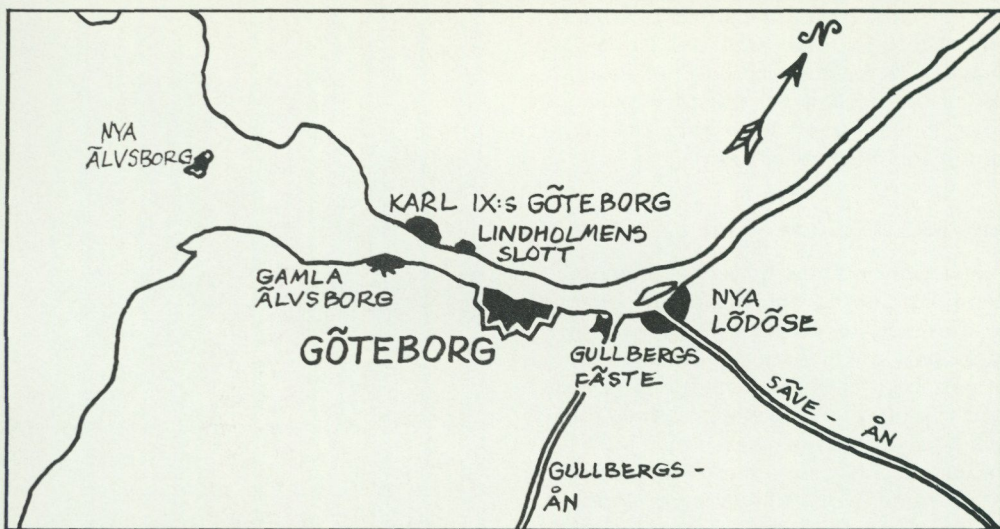 N
NYA
ÄLVSBORG
KARL IX:S GÖTEBORG
LINDHOLMENS
SLOTT
GAMLA
ÄLVSBORG
GÖTEBORG
NYA
LÖDÖSE
GULLBERGS
FÄSTE
SÄVE-ÅN
GULLBERGS-
ÅN